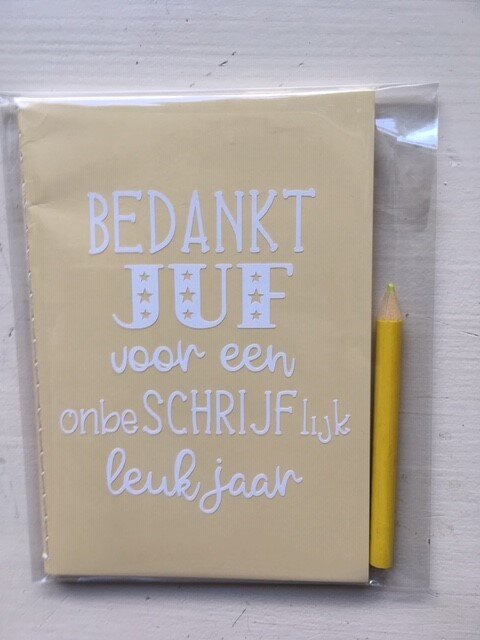 BEDANKT
JUF
voor een
onbeSCHRIJFlijk
leuk jaar